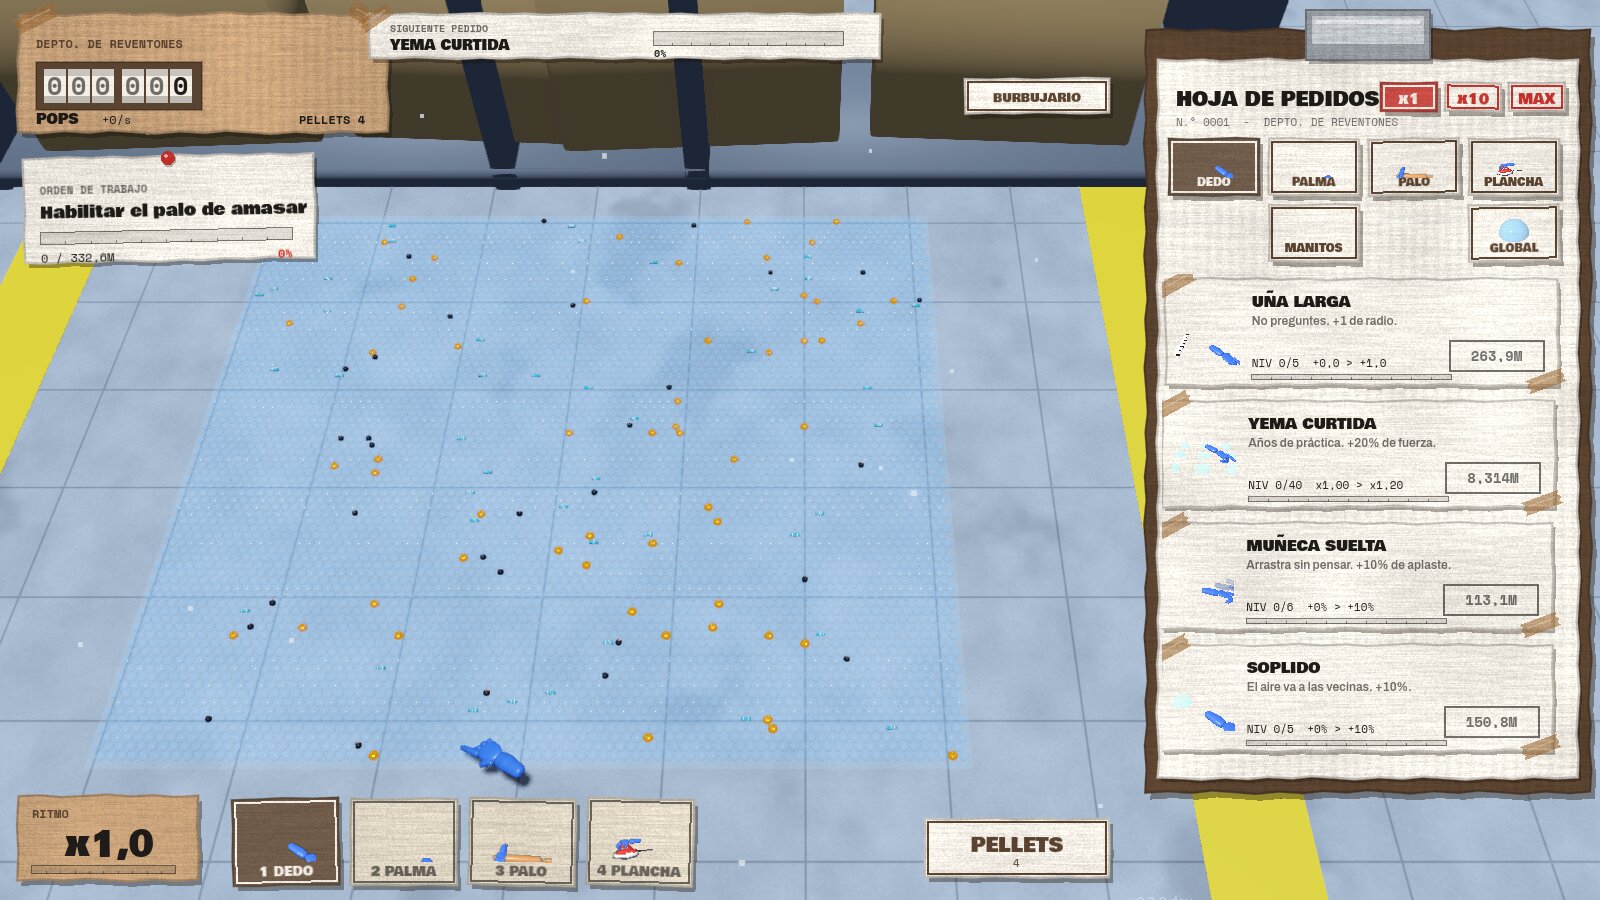 DEPTO. DE REVENTONES
000 000
POPS +0/s PELLETS 4
SIGUIENTE PEDIDO
YEMA CURTIDA
0%
BURBUJARIO
ORDEN DE TRABAJO
Habilitar el palo de amasar
0 / 332,6M 0%
HOJA DE PEDIDOS x1 x10 MAX
N.° 0001 - DEPTO. DE REVENTONES
DEDO PALMA PALO PLANCHA
MANITOS GLOBAL
UÑA LARGA
No preguntes. +1 de radio.
NIV 0/5 +0,0 > +1,0 263,9M
YEMA CURTIDA
Años de práctica. +20% de fuerza.
NIV 0/40 x1,00 > x1,20 8,314M
MUÑECA SUELTA
Arrastra sin pensar. +10% de aplaste.
NIV 0/6 +0% > +10% 113,1M
SOPLIDO
El aire va a las vecinas. +10%.
NIV 0/5 +0% > +10% 150,8M
RITMO
x1,0
1 DEDO 2 PALMA 3 PALO 4 PLANCHA
PELLETS
4